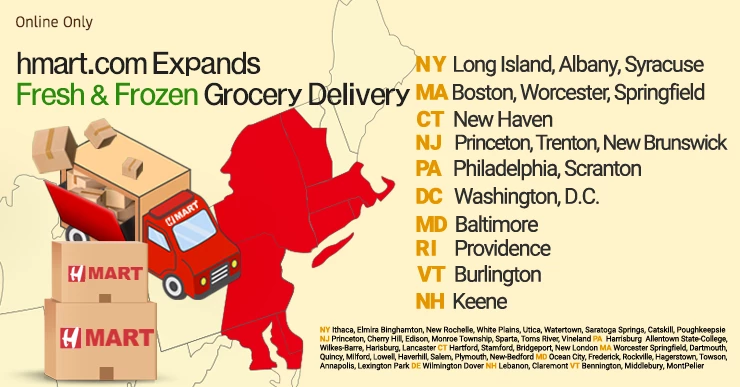 Online Only
hmart.com Expands
Fresh & Frozen Grocery Delivery
NY Long Island, Albany, Syracuse
MA Boston, Worcester, Springfield
CT New Haven
NJ Princeton, Trenton, New Brunswick
PA Philadelphia, Scranton
DC Washington, D.C.
MD Baltimore
RI Providence
VT Burlington
NH Keene
H MART
H MART
H MART
NY Ithaca, Elmira Binghamton, New Rochelle, White Plains, Utica, Watertown, Saratoga Springs, Catskill, Poughkeepsie
NJ Princeton, Cherry Hill, Edison, Monroe Township, Sparta, Toms River, Vineland PA Harrisburg Allentown State-College,
Wilkes-Barre, Harisburg, Lancaster CT Hartford, Stamford, Bridgeport, New London MA Worcester Springfield, Dartmouth,
Quincy, Milford, Lowell, Haverhill, Salem, Plymouth, New-Bedford MD Ocean City, Frederick, Rockville, Hagerstown, Towson,
Annapolis, Lexington Park DE Wilmington Dover NH Lebanon, Claremont VT Bennington, Middlebury, MontPelier